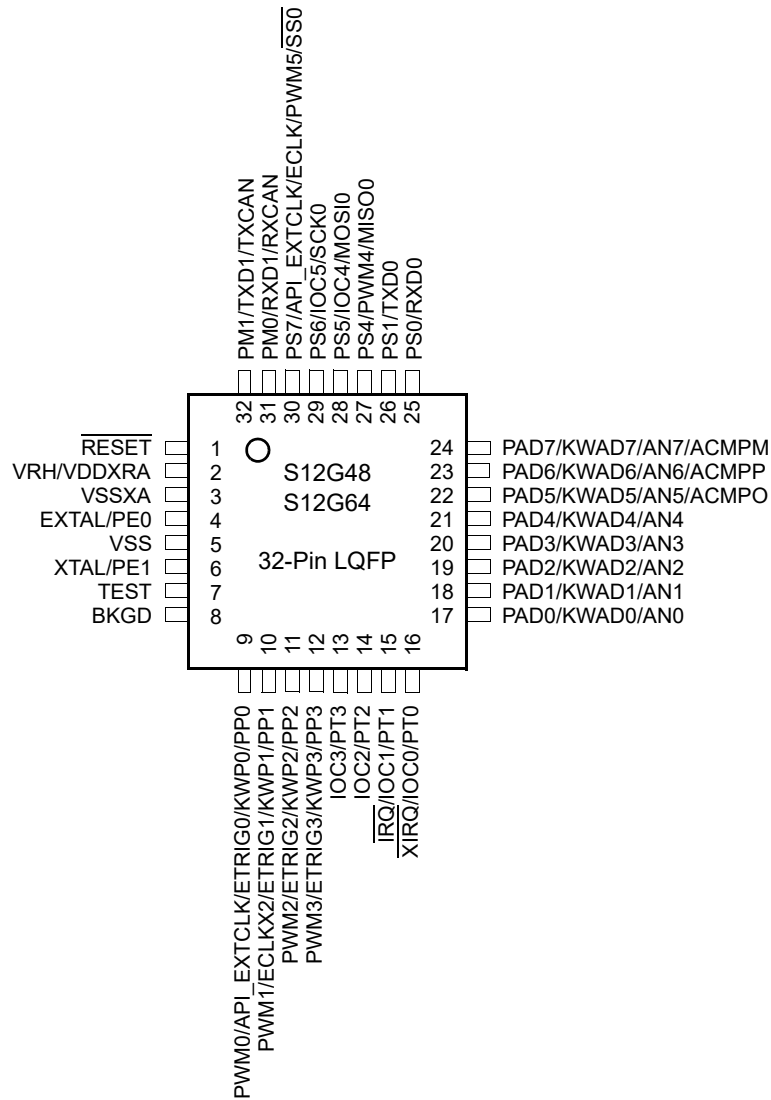 PM1/TXD1/TXCAN
PM0/RXD1/RXCAN
PS7/API_EXTCLK/ECLK/PWM5/SS0
PS6/IOC5/SCK0
PS5/IOC4/MOSI0
PS4/PWM4/MISO0
PS1/TXD0
PS0/RXD0
32
31
30
29
28
27
26
25
RESET 1
VRH/VDDXRA 2
VSSXA 3
EXTAL/PE0 4
VSS 5
XTAL/PE1 6
TEST 7
BKGD 8
S12G48
S12G64
32-Pin LQFP
24 PAD7/KWAD7/AN7/ACMPM
23 PAD6/KWAD6/AN6/ACMPP
22 PAD5/KWAD5/AN5/ACMPO
21 PAD4/KWAD4/AN4
20 PAD3/KWAD3/AN3
19 PAD2/KWAD2/AN2
18 PAD1/KWAD1/AN1
17 PAD0/KWAD0/AN0
9
10
11
12
13
14
15
16
PWM0/API_EXTCLK/ETRIG0/KWP0/PP0
PWM1/ECLKX2/ETRIG1/KWP1/PP1
PWM2/ETRIG2/KWP2/PP2
PWM3/ETRIG3/KWP3/PP3
IOC3/PT3
IOC2/PT2
IRQ/IOC1/PT1
XIRQ/IOC0/PT0